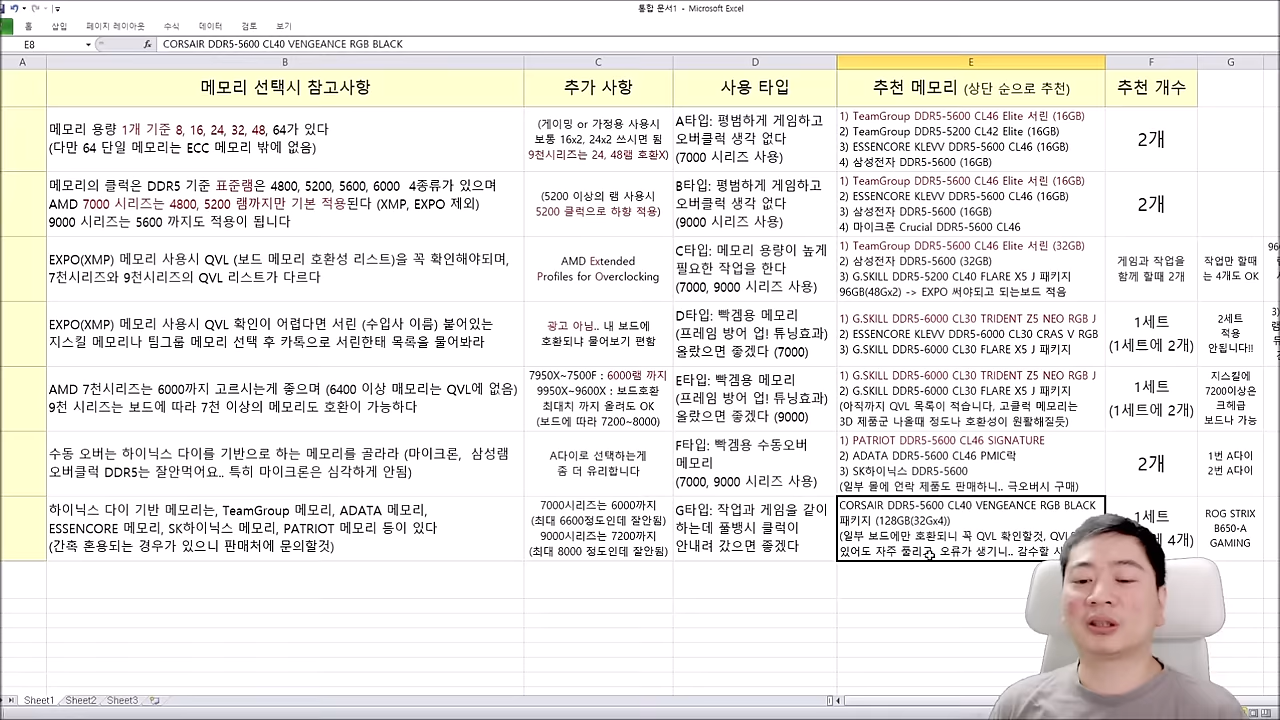 통합 문서1 - Microsoft Excel
홈 삽입 페이지 레이아웃 수식 데이터 검토 보기
E8 fx CORSAIR DDR5-5600 CL40 VENGEANCE RGB BLACK
A B C D E F G
메모리 선택시 참고사항
추가 사항
사용 타입
추천 메모리 (상단 순으로 추천)
추천 개수
메모리 용량 1개 기준 8, 16, 24, 32, 48, 64가 있다
(다만 64 단일 메모리는 ECC 메모리 밖에 없음)
(게이밍 or 가정용 사용시
보통 16x2, 24x2 쓰시면 됨
9천시리즈는 24, 48램 호환X)
A타입: 평범하게 게임하고
오버클럭 생각 없다
(7000 시리즈 사용)
1) TeamGroup DDR5-5600 CL46 Elite 서린 (16GB)
2) TeamGroup DDR5-5200 CL42 Elite (16GB)
3) ESSENCORE KLEVV DDR5-5600 CL46 (16GB)
4) 삼성전자 DDR5-5600 (16GB)
2개
메모리의 클럭은 DDR5 기준 표준램은 4800, 5200, 5600, 6000 4종류가 있으며
AMD 7000 시리즈는 4800, 5200 램까지만 기본 적용된다 (XMP, EXPO 제외)
9000 시리즈는 5600 까지도 적용이 됩니다
(5200 이상의 램 사용시
5200 클럭으로 하향 적용)
B타입: 평범하게 게임하고
오버클럭 생각 없다
(9000 시리즈 사용)
1) TeamGroup DDR5-5600 CL46 Elite 서린 (16GB)
2) ESSENCORE KLEVV DDR5-5600 CL46 (16GB)
3) 삼성전자 DDR5-5600 (16GB)
4) 마이크론 Crucial DDR5-5600 CL46
2개
EXPO(XMP) 메모리 사용시 QVL (보드 메모리 호환성 리스트)을 꼭 확인해야되며,
7천시리즈와 9천시리즈의 QVL 리스트가 다르다
AMD Extended
Profiles for Overclocking
C타입: 메모리 용량이 높게
필요한 작업을 한다
(7000, 9000 시리즈 사용)
1) TeamGroup DDR5-5600 CL46 Elite 서린 (32GB)
2) 삼성전자 DDR5-5600 (32GB)
3) G.SKILL DDR5-5200 CL40 FLARE X5 J 패키지
96GB(48Gx2) -> EXPO 써야되고 되는보드 적음
게임과 작업을
함께 할때 2개
작업만 할때
는 4개도 OK
EXPO(XMP) 메모리 사용시 QVL 확인이 어렵다면 서린 (수입사 이름) 붙어있는
지스킬 메모리나 팀그룹 메모리 선택 후 카톡으로 서린한태 목록을 물어봐라
광고 아님.. 내 보드에
호환되냐 물어보기 편함
D타입: 빡겜용 메모리
(프레임 방어 업! 튜닝효과)
올랐으면 좋겠다 (7000)
1) G.SKILL DDR5-6000 CL30 TRIDENT Z5 NEO RGB J
2) ESSENCORE KLEVV DDR5-6000 CL30 CRAS V RGB
3) G.SKILL DDR5-6000 CL30 FLARE X5 J 패키지
1세트
(1세트에 2개)
2세트
적용
안됩니다!!
AMD 7천시리즈는 6000까지 고르시는게 좋으며 (6400 이상 매모리는 QVL에 없음)
9천 시리즈는 보드에 따라 7천 이상의 메모리도 호환이 가능하다
7950X~7500F : 6000램 까지
9950X~9600X : 보드호환
최대치 까지 올려도 OK
(보드에 따라 7200~8000)
E타입: 빡겜용 메모리
(프레임 방어 업! 튜닝효과)
올랐으면 좋겠다 (9000)
1) G.SKILL DDR5-6000 CL30 TRIDENT Z5 NEO RGB J
2) G.SKILL DDR5-6000 CL30 FLARE X5 J 패키지
(아직까지 QVL 목록이 적습니다, 고클럭 메모리는
3D 제품군 나올때 정도나 호환성이 원활해질듯)
1세트
(1세트에 2개)
지스킬에
7200이상은
크헤급
보드나 가능
수동 오버는 하이닉스 다이를 기반으로 하는 메모리를 골라라 (마이크론, 삼성램
오버클럭 DDR5는 잘안먹어요.. 특히 마이크론은 심각하게 안됨)
A다이로 선택하는게
좀 더 유리합니다
F타입: 빡겜용 수동오버
메모리
(7000, 9000 시리즈 사용)
1) PATRIOT DDR5-5600 CL46 SIGNATURE
2) ADATA DDR5-5600 CL46 PMIC락
3) SK하이닉스 DDR5-5600
(일부 몰에 언락 제품도 판매하니.. 극오버시 구매)
2개
1번 A다이
2번 A다이
하이닉스 다이 기반 메모리는, TeamGroup 메모리, ADATA 메모리,
ESSENCORE 메모리, SK하이닉스 메모리, PATRIOT 메모리 등이 있다
(간혹 혼용되는 경우가 있으니 판매처에 문의할것)
7000시리즈는 6000까지
(최대 6600정도인데 잘안됨)
9000시리즈는 7200까지
(최대 8000 정도인데 잘안됨)
G타입: 작업과 게임을 같이
하는데 풀뱅시 클럭이
안내려 갔으면 좋겠다
CORSAIR DDR5-5600 CL40 VENGEANCE RGB BLACK
패키지 (128GB(32Gx4))
(일부 보드에만 호환되니 꼭 QVL 확인할것, QVL
있어도 자주 풀리고 오류가 생기니.. 감수할
1세트
4개)
ROG STRIX
B650-A
GAMING
Sheet1 Sheet2 Sheet3